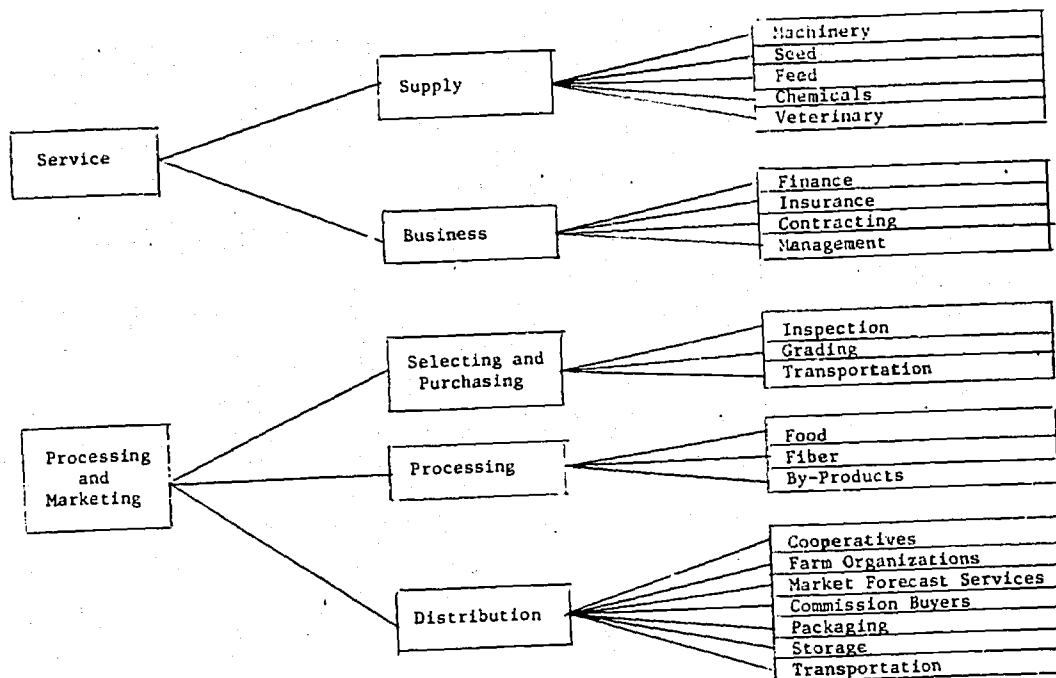 Machinery
Seed
Feed
Chemicals
Veterinary
Supply
Service
Finance
Insurance
Contracting
Management
Business
Inspection
Grading
Transportation
Selecting and
Purchasing
Food
Fiber
By-Products
Processing
Processing
and
Marketing
Cooperatives
Farm Organizations
Market Forecast Services
Commission Buyers
Packaging
Storage
Transportation
Distribution